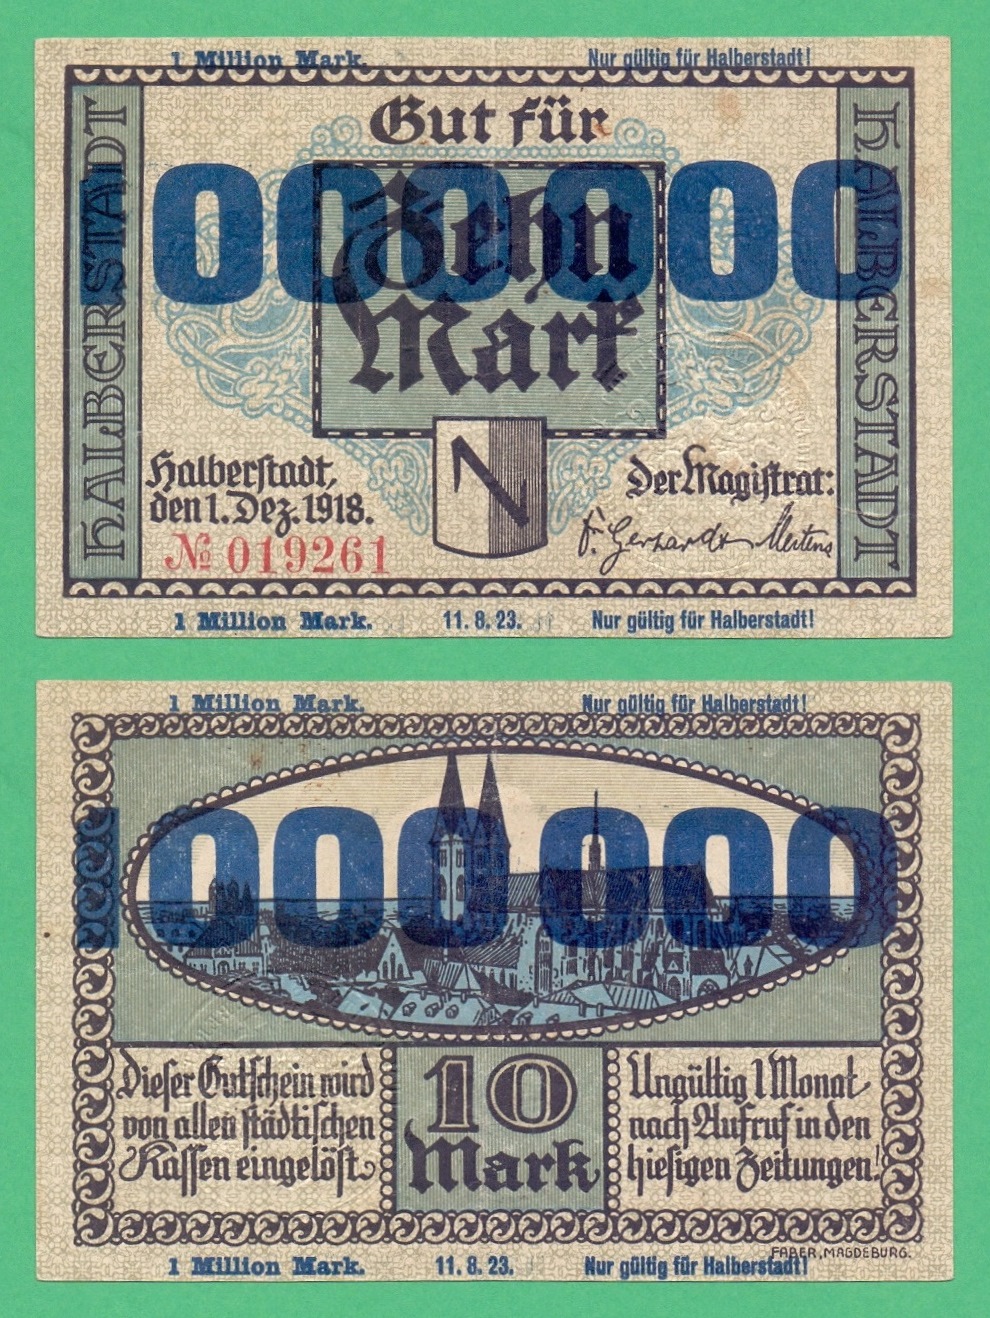 1 Million Mark. Nur gültig für Halberstadt!
Gut für
HALBERSTADT
1000000
Zehn
Mark
HALBERSTADT
Halberstadt,
den 1. Dez. 1918.
№ 019261
Der Magistrat:
F. Gerhardt Mertens
1 Million Mark. 11. 8. 23. Nur gültig für Halberstadt!
1 Million Mark. Nur gültig für Halberstadt!
1000000
Dieser Gutschein wird
von allen städtischen
Kassen eingelöst.
10
Mark
Ungültig 1 Monat
nach Aufruf in den
hiesigen Zeitungen!
FABER, MAGDEBURG.
1 Million Mark. 11. 8. 23. Nur gültig für Halberstadt!